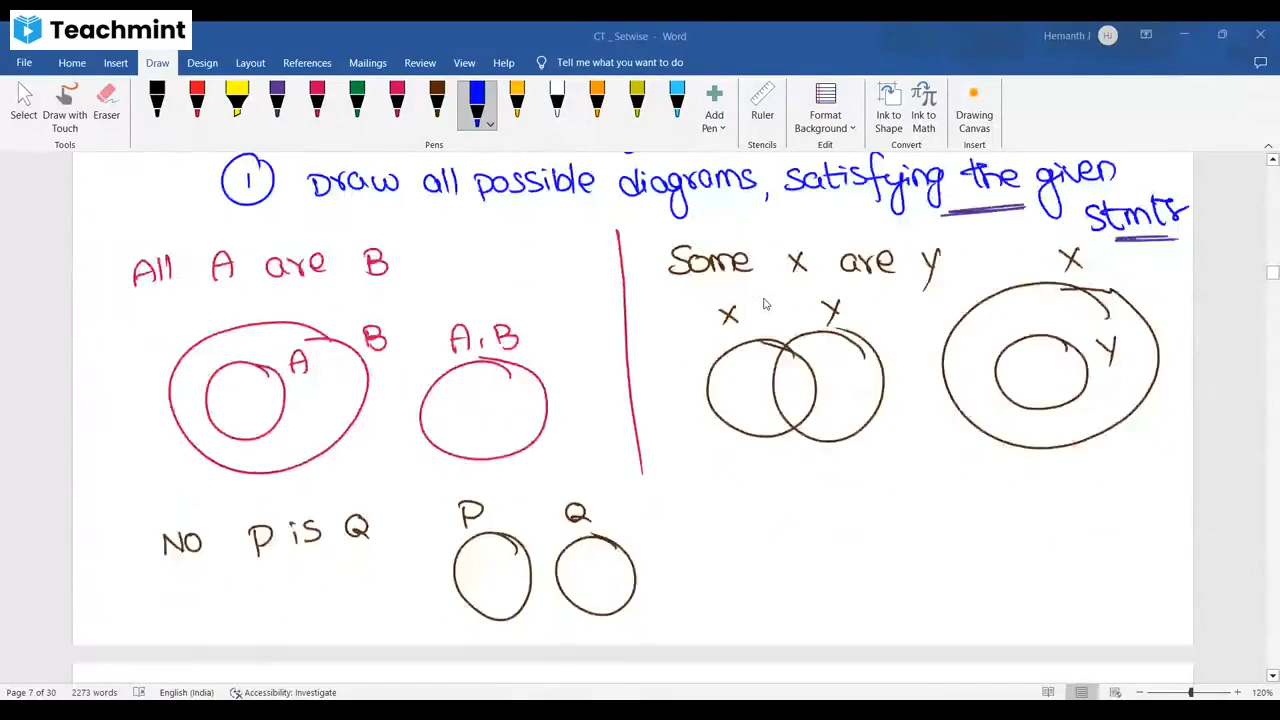 Teachmint
CT _ Setwise - Word
Hemanth J
HJ
File Home Insert Draw Design Layout References Mailings Review View Help Tell me what you want to do
Select
Draw with Touch
Eraser
Add Pen
Ruler
Format Background
Ink to Shape
Ink to Math
Drawing Canvas
Tools Pens Stencils Edit Convert Insert
1 Draw all possible diagrams, satisfying the given
stmts
All A are B
Some x are y
X
A B
A, B
x y
y
No P is Q
P Q
Page 7 of 30 2273 words English (India) Accessibility: Investigate 120%